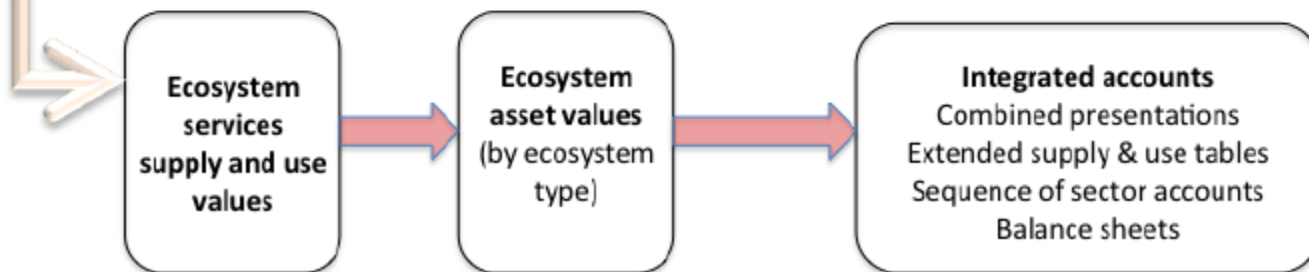 Ecosystem
services
supply and use
values
Ecosystem
asset values
(by ecosystem
type)
Integrated accounts
Combined presentations
Extended supply & use tables
Sequence of sector accounts
Balance sheets